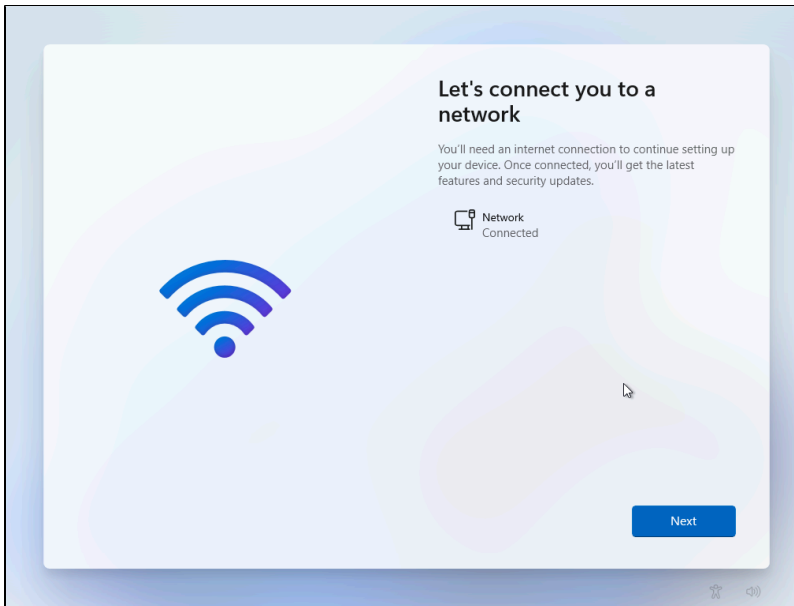 Let's connect you to a
network
You'll need an internet connection to continue setting up
your device. Once connected, you'll get the latest
features and security updates.
Network
Connected
Next